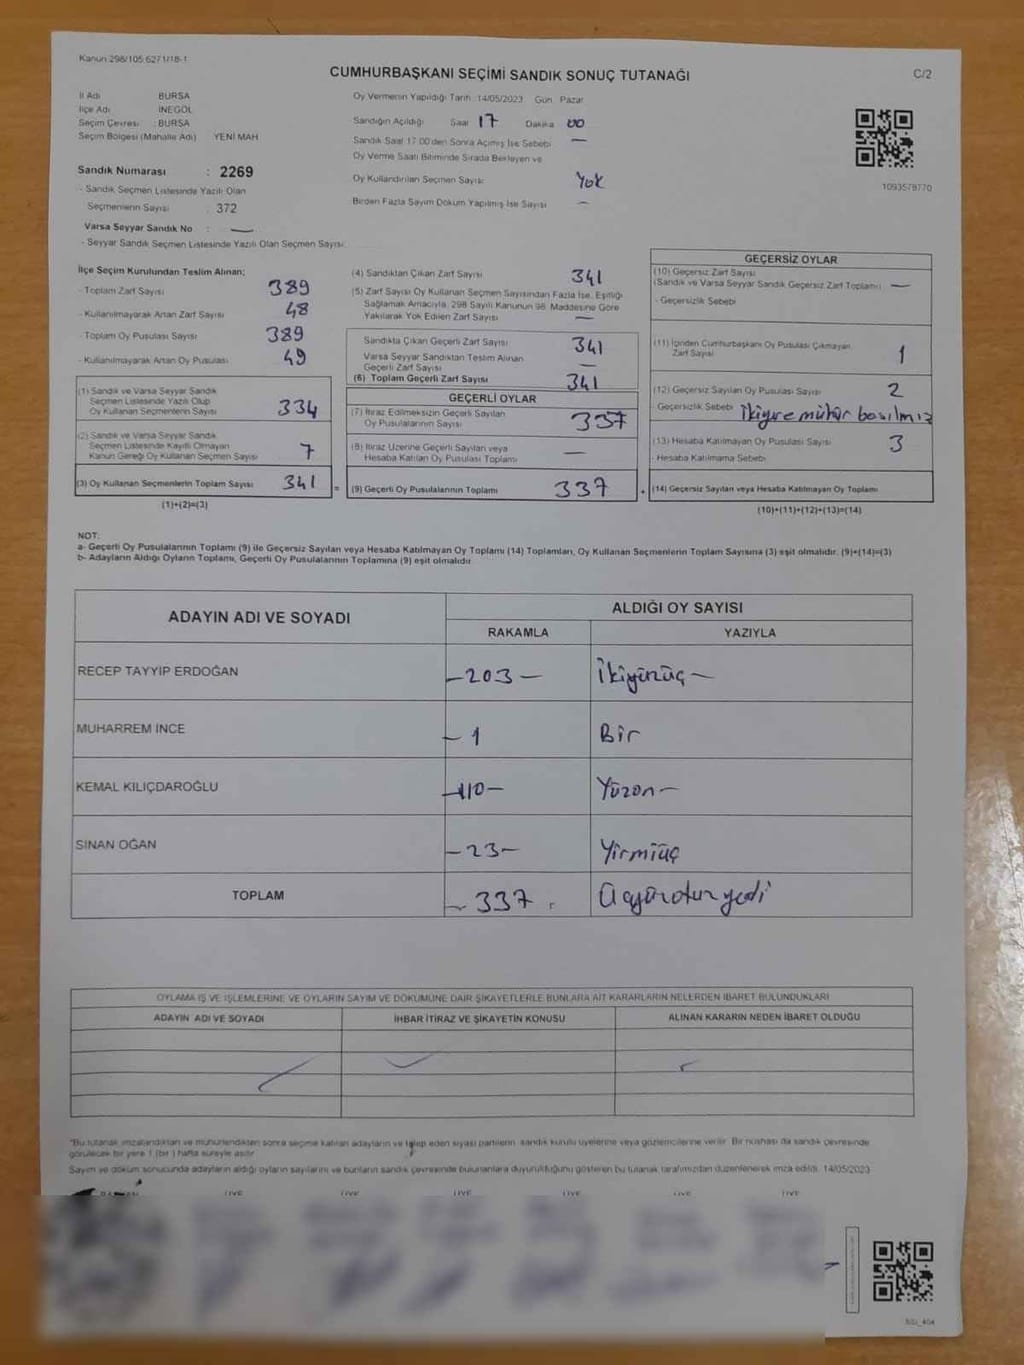 Kanun:298/105,6271/18-1
CUMHURBAŞKANI SEÇİMİ SANDIK SONUÇ TUTANAĞI
C/2
İl Adı BURSA
İlçe Adı İNEGÖL
Seçim Çevresi : BURSA
Seçim Bölgesi (Mahalle Adı) YENİ MAH
Sandık Numarası : 2269
- Sandık Seçmen Listesinde Yazılı Olan
Seçmenlerin Sayısı : 372
Varsa Seyyar Sandık No : —
- Seyyar Sandık Seçmen Listesinde Yazılı Olan Seçmen Sayısı:
Oy Vermenin Yapıldığı Tarih :14/05/2023 Gün Pazar
Sandığın Açıldığı Saat 17 Dakika 00
Sandık Saat 17.00'den Sonra Açılmış İse Sebebi —
Oy Verme Saati Bitiminde Sırada Bekleyen ve
Oy Kullandırılan Seçmen Sayısı Yok
Birden Fazla Sayım Döküm Yapılmış İse Sayısı —
1093578770
İlçe Seçim Kurulundan Teslim Alınan;
- Toplam Zarf Sayısı 389
- Kullanılmayarak Artan Zarf Sayısı 48
- Toplam Oy Pusulası Sayısı 389
- Kullanılmayarak Artan Oy Pusulası 49
(1) Sandık ve Varsa Seyyar Sandık
Seçmen Listesinde Yazılı Olup
Oy Kullanan Seçmenlerin Sayısı 334
(2) Sandık ve Varsa Seyyar Sandık
Seçmen Listesinde Kayıtlı Olmayan
Kanun Gereği Oy Kullanan Seçmen Sayısı 7
(3) Oy Kullanan Seçmenlerin Toplam Sayısı 341
(1)+(2)=(3)
=
(4) Sandıktan Çıkan Zarf Sayısı 341
(5) Zarf Sayısı Oy Kullanan Seçmen Sayısından Fazla İse, Eşitliği
Sağlamak Amacıyla, 298 Sayılı Kanunun 98. Maddesine Göre
Yakılarak Yok Edilen Zarf Sayısı —
Sandıkta Çıkan Geçerli Zarf Sayısı 341
Varsa Seyyar Sandıktan Teslim Alınan
Geçerli Zarf Sayısı —
(6) Toplam Geçerli Zarf Sayısı 341
GEÇERLİ OYLAR
(7) İtiraz Edilmeksizin Geçerli Sayılan
Oy Pusulalarının Sayısı 337
(8) İtiraz Üzerine Geçerli Sayılan veya
Hesaba Katılan Oy Pusulası Toplamı —
(9) Geçerli Oy Pusulalarının Toplamı 337
+
GEÇERSİZ OYLAR
(10) Geçersiz Zarf Sayısı
(Sandık ve Varsa Seyyar Sandık Geçersiz Zarf Toplamı) —
- Geçersizlik Sebebi
(11) İçinden Cumhurbaşkanı Oy Pusulası Çıkmayan
Zarf Sayısı 1
(12) Geçersiz Sayılan Oy Pusulası Sayısı 2
- Geçersizlik Sebebi İkiyire mühür basılmış
(13) Hesaba Katılmayan Oy Pusulası Sayısı 3
- Hesaba Katılmama Sebebi
(14) Geçersiz Sayılan veya Hesaba Katılmayan Oy Toplamı
(10)+(11)+(12)+(13)=(14)
NOT:
a- Geçerli Oy Pusulalarının Toplamı (9) ile Geçersiz Sayılan veya Hesaba Katılmayan Oy Toplamı (14) Toplamları, Oy Kullanan Seçmenlerin Toplam Sayısına (3) eşit olmalıdır. (9)+(14)=(3)
b- Adayların Aldığı Oyların Toplamı, Geçerli Oy Pusulalarının Toplamına (9) eşit olmalıdır
ADAYIN ADI VE SOYADI
ALDIĞI OY SAYISI
RAKAMLA YAZIYLA
RECEP TAYYİP ERDOĞAN –203– İkiyüzüç–
MUHARREM İNCE –1 Bir
KEMAL KILIÇDAROĞLU –110– Yüzon–
SİNAN OĞAN –23– Yirmiüç
TOPLAM –337 Üçyüzotuzyedi
OYLAMA İŞ VE İŞLEMLERİNE VE OYLARIN SAYIM VE DÖKÜMÜNE DAİR ŞİKAYETLERLE BUNLARA AİT KARARLARIN NELERDEN İBARET BULUNDUKLARI
ADAYIN ADI VE SOYADI İHBAR İTİRAZ VE ŞİKAYETİN KONUSU ALINAN KARARIN NEDEN İBARET OLDUĞU
"Bu tutanak imzalandıktan ve mühürlendikten sonra seçime katılan adayların ve talep eden siyasi partilerin sandık kurulu üyelerine veya gözlemcilerine verilir. Bir nüshası da sandık çevresinde
görülecek bir yere 1 (bir) hafta süreyle asılır
Sayım ve döküm sonucunda adayların aldığı oyların sayılarını ve bunların sandık çevresinde bulunanlara duyurulduğunu gösteren bu tutanak tarafımızdan düzenlenerek imza edildi. 14/05/2023
ÜYE ÜYE ÜYE ÜYE ÜYE ÜYE